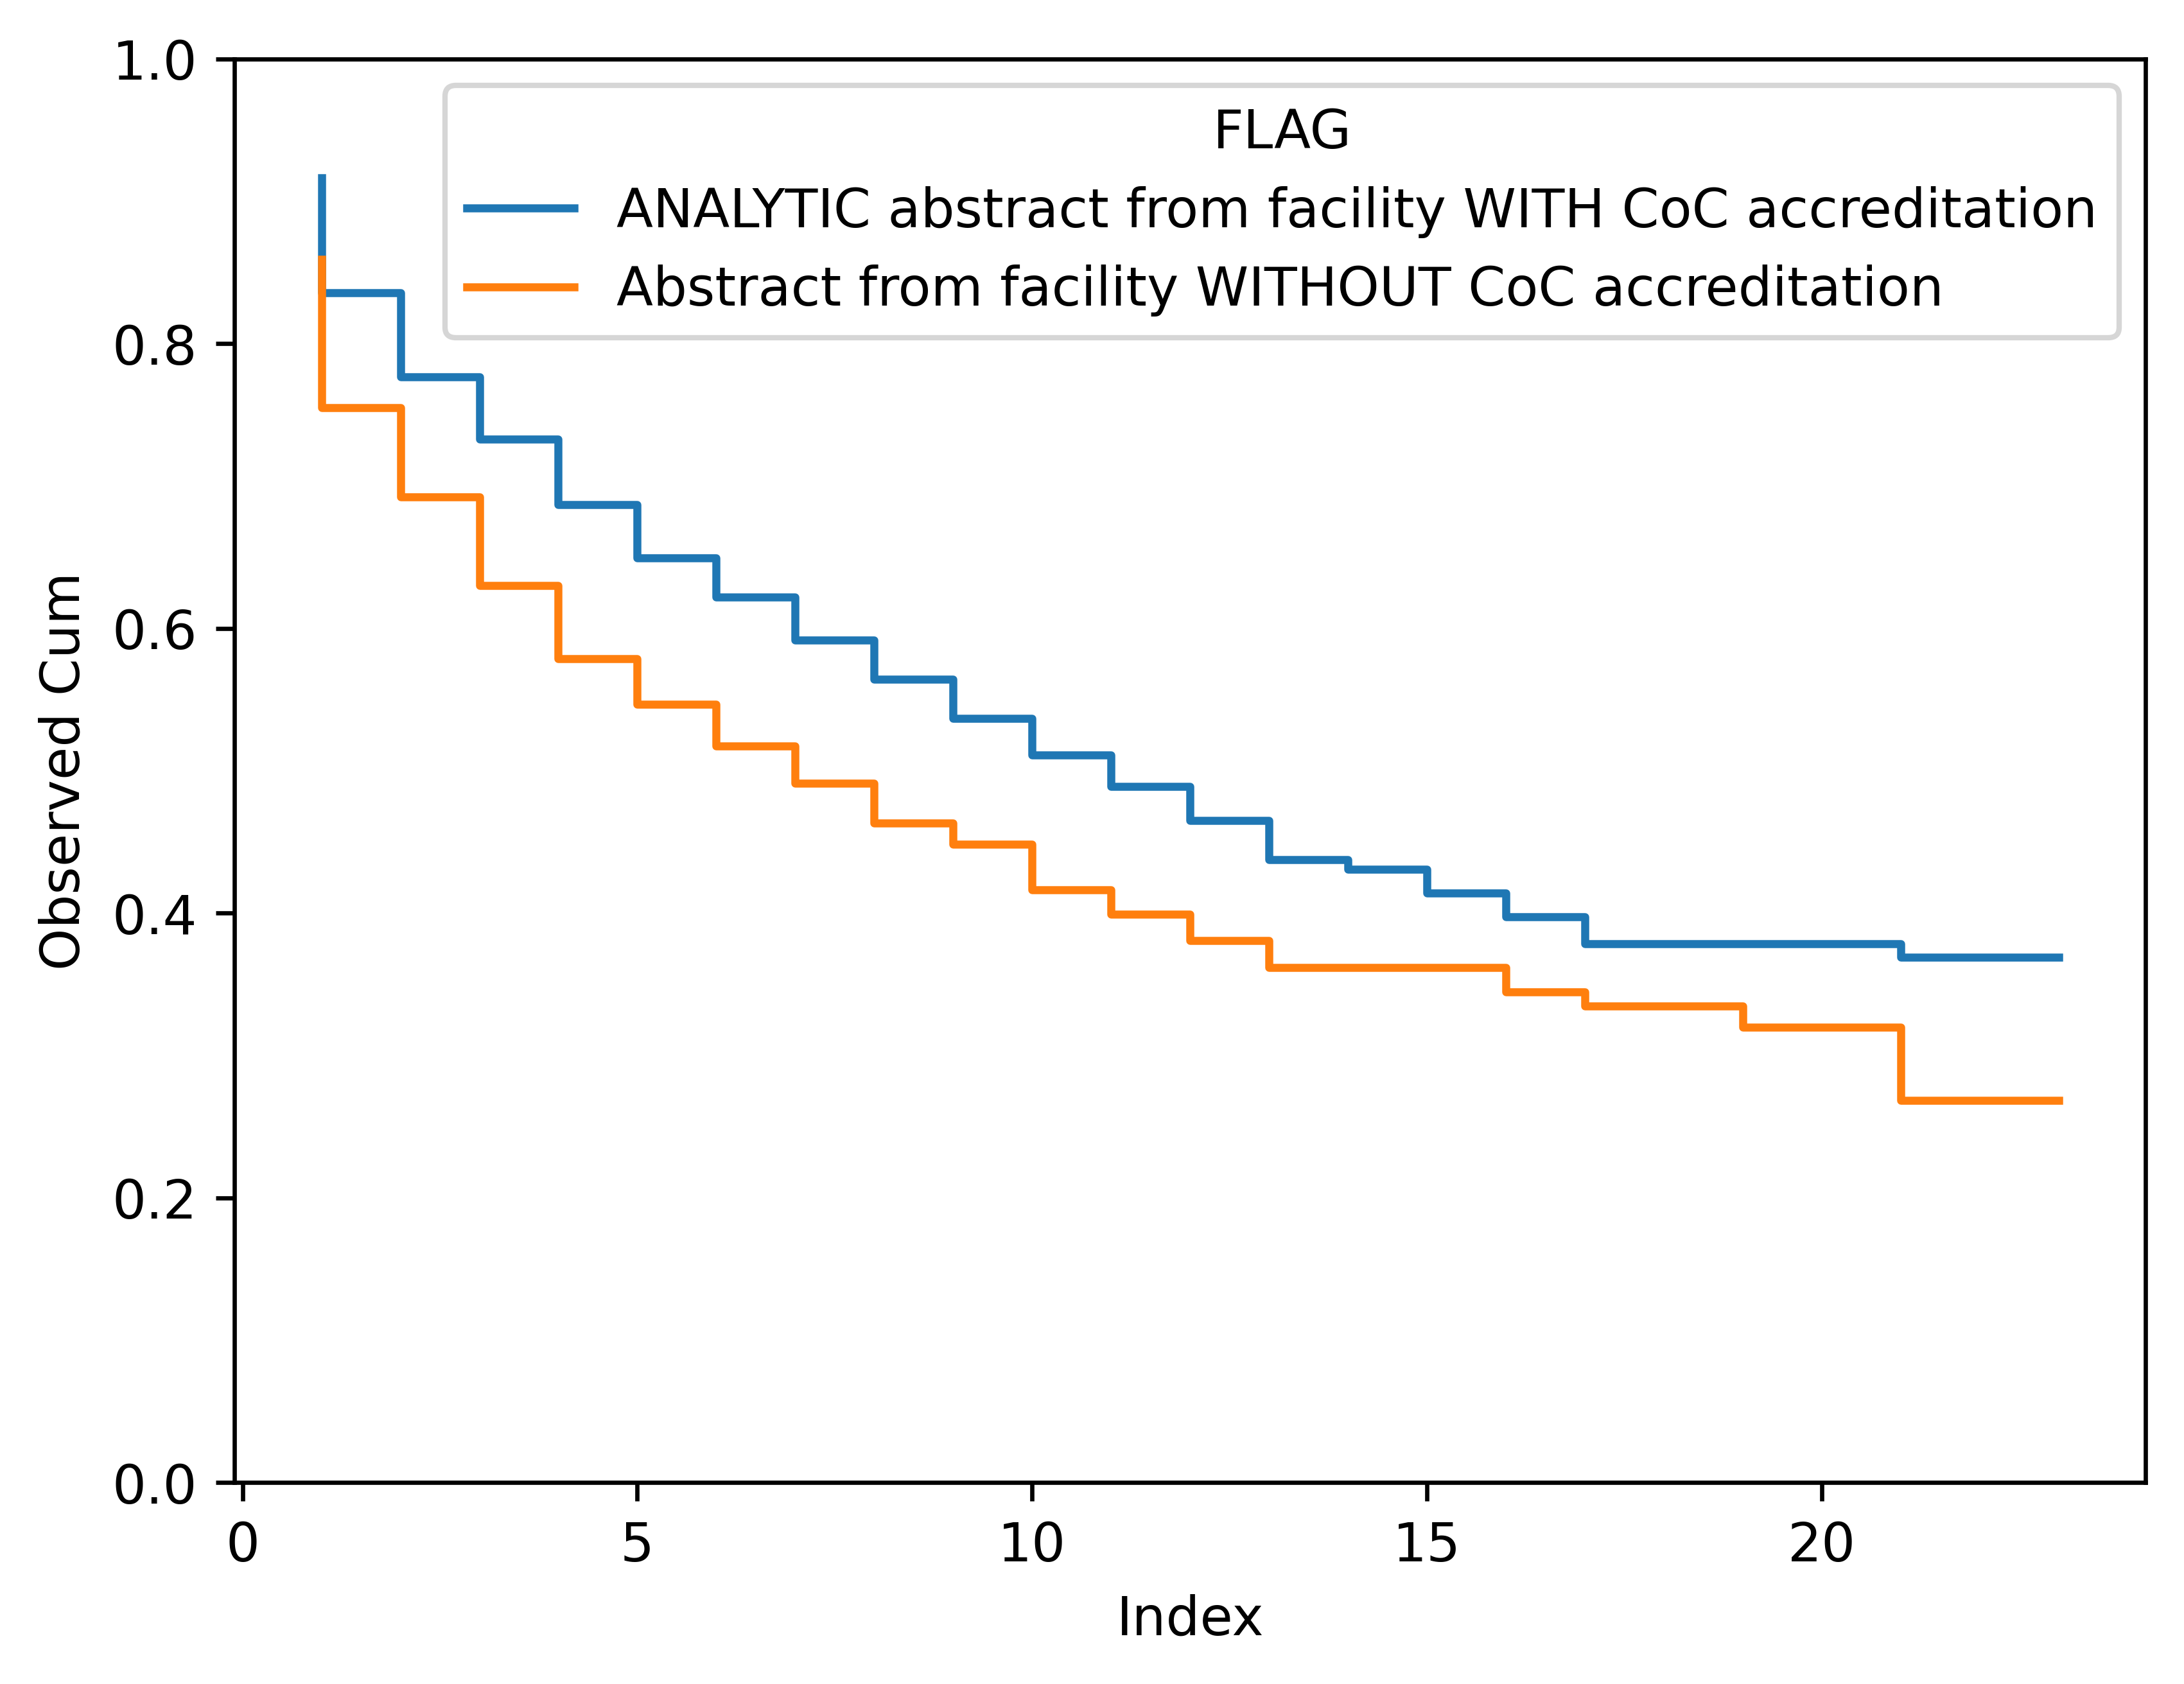 FLAG
ANALYTIC abstract from facility WITH CoC accreditation
Abstract from facility WITHOUT CoC accreditation
1.0
0.8
0.6
0.4
0.2
0.0
Observed Cum
0 5 10 15 20
Index